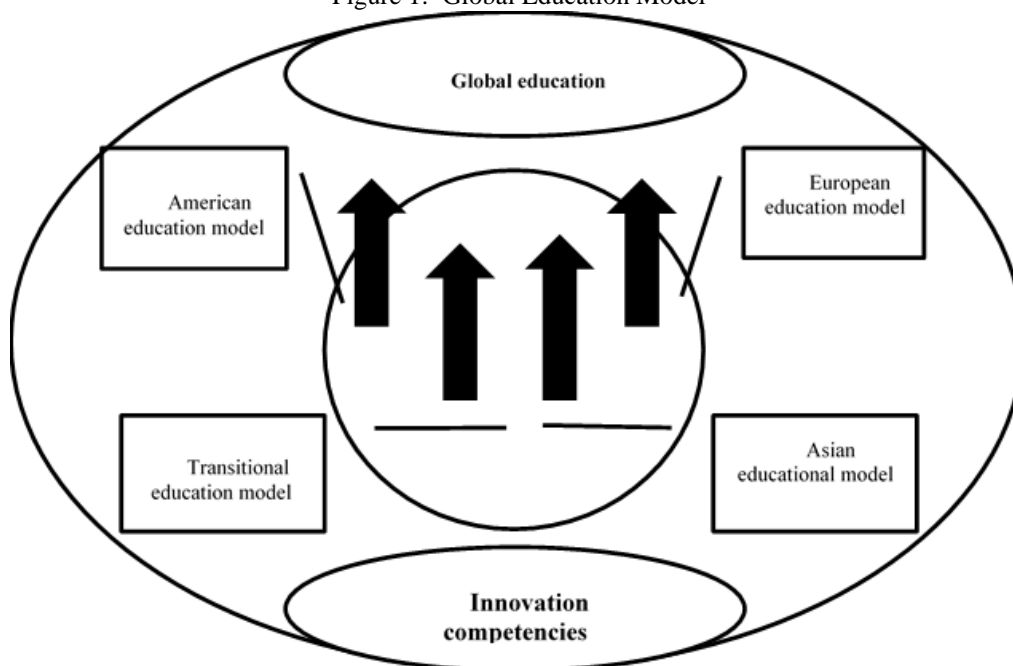 Figure 1. Global Education Model
Global education
American
education model
European
education model
Transitional
education model
Asian
educational model
Innovation
competencies